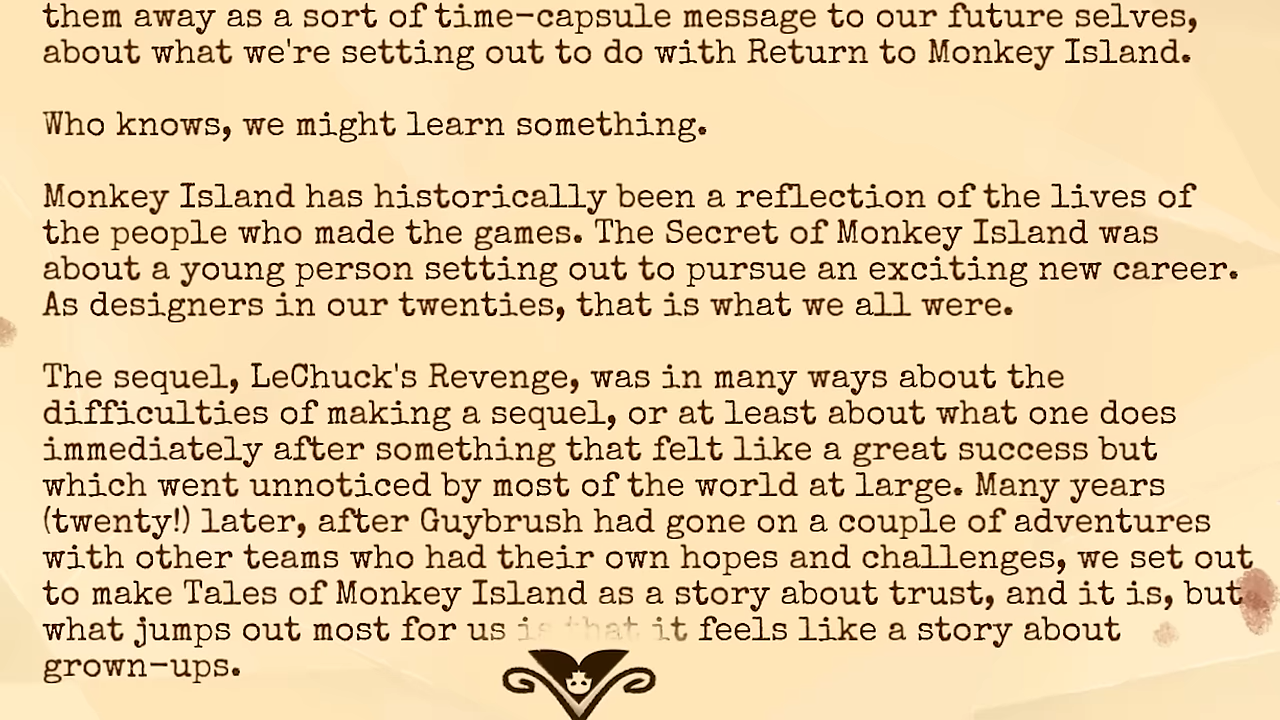 them away as a sort of time-capsule message to our future selves,
about what we're setting out to do with Return to Monkey Island.
Who knows, we might learn something.
Monkey Island has historically been a reflection of the lives of
the people who made the games. The Secret of Monkey Island was
about a young person setting out to pursue an exciting new career.
As designers in our twenties, that is what we all were.
The sequel, LeChuck's Revenge, was in many ways about the
difficulties of making a sequel, or at least about what one does
immediately after something that felt like a great success but
which went unnoticed by most of the world at large. Many years
(twenty!) later, after Guybrush had gone on a couple of adventures
with other teams who had their own hopes and challenges, we set out
to make Tales of Monkey Island as a story about trust, and it is, but
what jumps out most for us is that it feels like a story about
grown-ups.